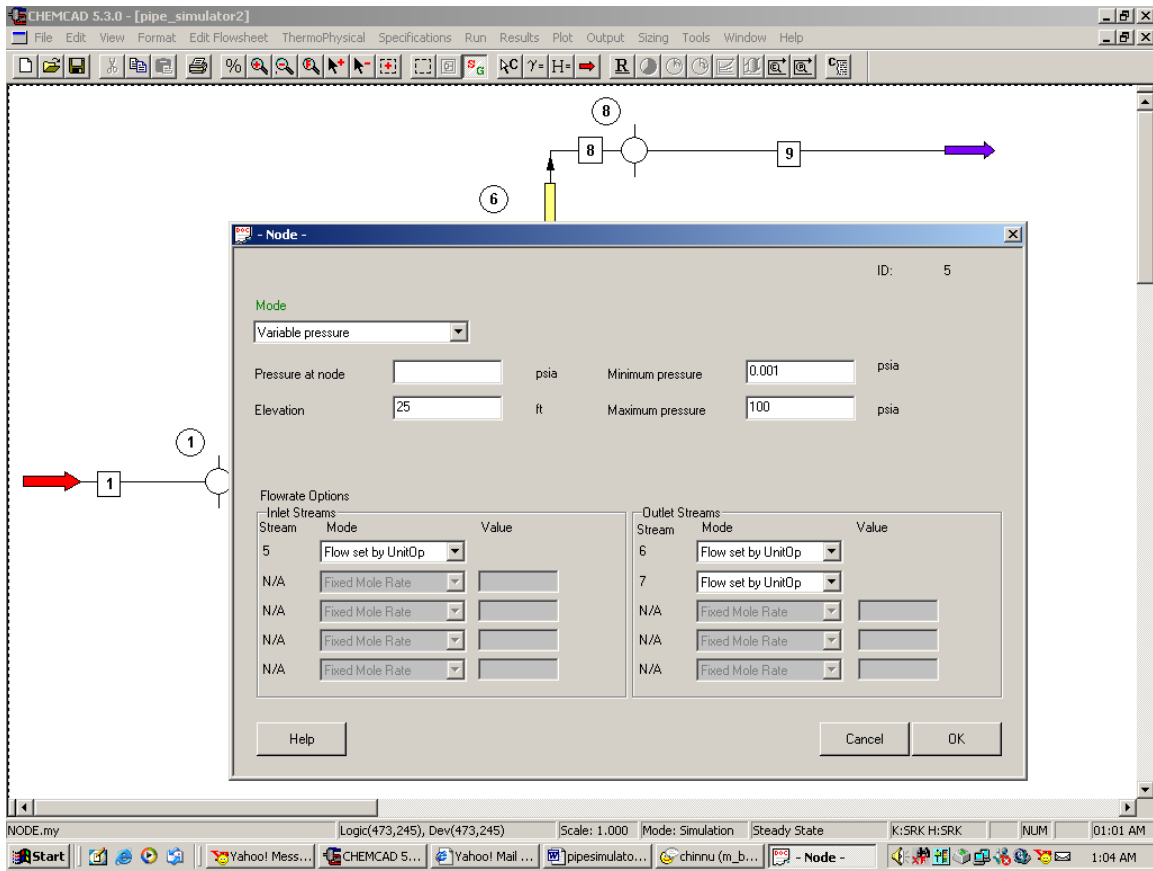 CHEMCAD 5.3.0 - [pipe_simulator2]
File Edit View Format Edit Flowsheet ThermoPhysical Specifications Run Results Plot Output Sizing Tools Window Help
% S G C γ= H= R C
8
8
9
6
- Node -
ID: 5
Mode
Variable pressure
Pressure at node psia Minimum pressure 0.001 psia
Elevation 25 ft Maximum pressure 100 psia
1
1
Flowrate Options
Inlet Streams Outlet Streams
Stream Mode Value Stream Mode Value
5 Flow set by UnitOp 6 Flow set by UnitOp
N/A Fixed Mole Rate 7 Flow set by UnitOp
N/A Fixed Mole Rate N/A Fixed Mole Rate
N/A Fixed Mole Rate N/A Fixed Mole Rate
N/A Fixed Mole Rate N/A Fixed Mole Rate
Help Cancel OK
NODE.my Logic(473,245), Dev(473,245) Scale: 1.000 Mode: Simulation Steady State K:SRK H:SRK NUM 01:01 AM
Start Yahoo! Mess... CHEMCAD 5... Yahoo! Mail ... pipesimulato... chinnu (m_b... - Node - 1:04 AM